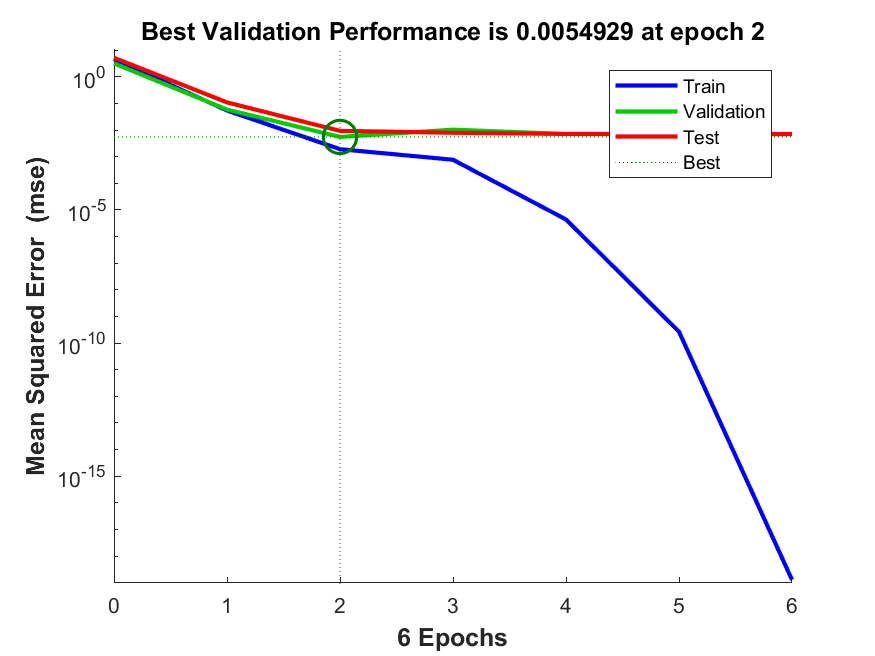 Best Validation Performance is 0.0054929 at epoch 2
Mean Squared Error (mse)
10^0
10^-5
10^-10
10^-15
Train
Validation
Test
Best
0 1 2 3 4 5 6
6 Epochs